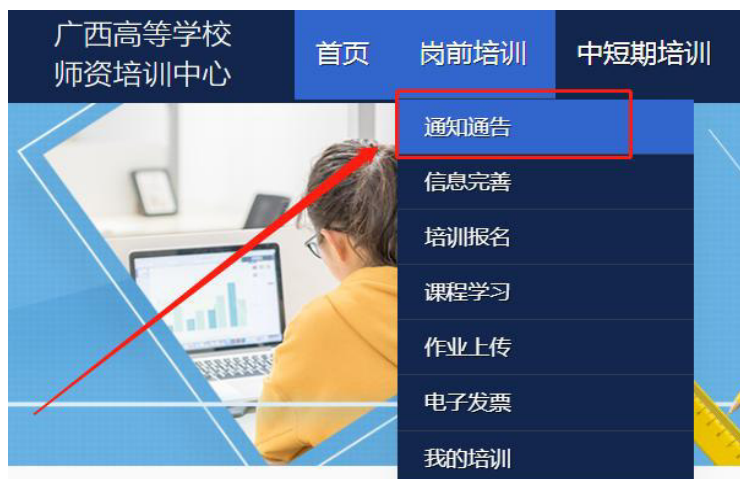 广西高等学校
师资培训中心
首页 岗前培训 中短期培训
通知通告
信息完善
培训报名
课程学习
作业上传
电子发票
我的培训